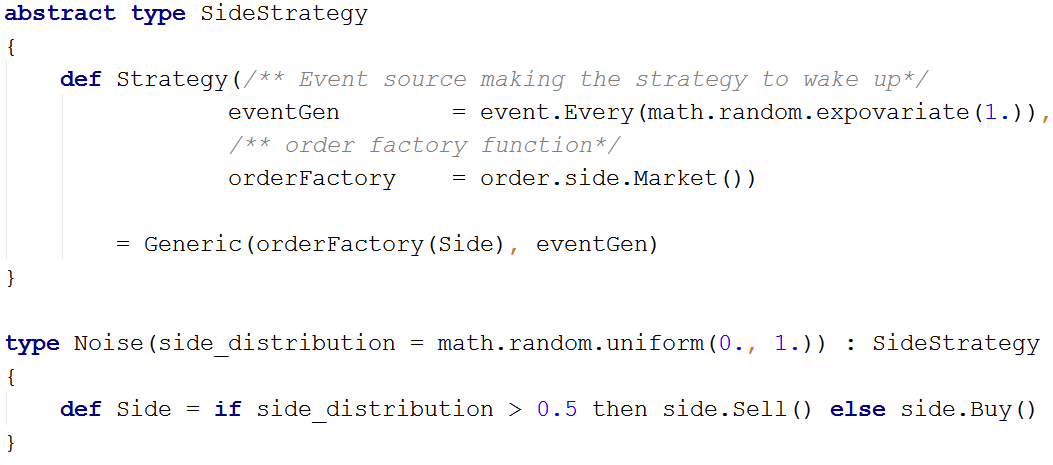 abstract type SideStrategy
{
    def Strategy(/** Event source making the strategy to wake up*/
                eventGen        = event.Every(math.random.expovariate(1.)),
                /** order factory function*/
                orderFactory    = order.side.Market())
        = Generic(orderFactory(Side), eventGen)
}
type Noise(side_distribution = math.random.uniform(0., 1.)) : SideStrategy
{
    def Side = if side_distribution > 0.5 then side.Sell() else side.Buy()
}